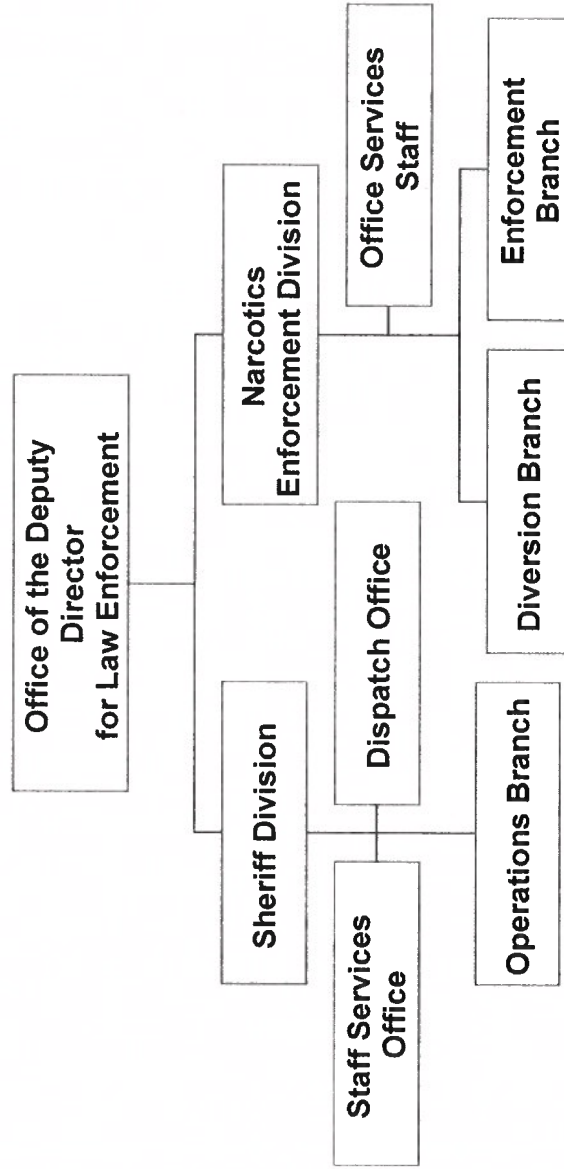 Office of the Deputy
Director
for Law Enforcement
Sheriff Division
Narcotics
Enforcement Division
Staff Services
Office
Dispatch Office
Office Services
Staff
Operations Branch
Diversion Branch
Enforcement
Branch